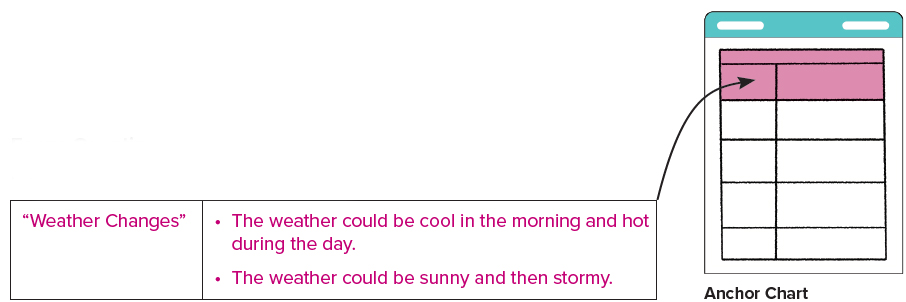 “Weather Changes”
• The weather could be cool in the morning and hot
during the day.
• The weather could be sunny and then stormy.
Anchor Chart